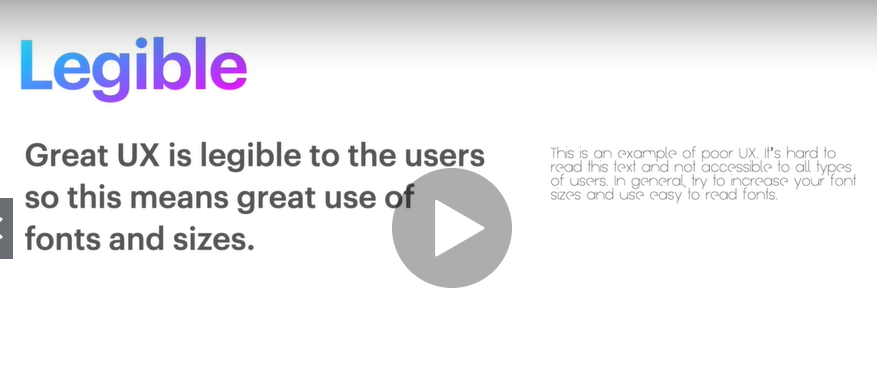 Legible
Great UX is legible to the users
so this means great use of
fonts and sizes.
This is an example of poor UX. It's hard to
read this text and not accessible to all types
of users. In general, try to increase your font
sizes and use easy to read fonts.